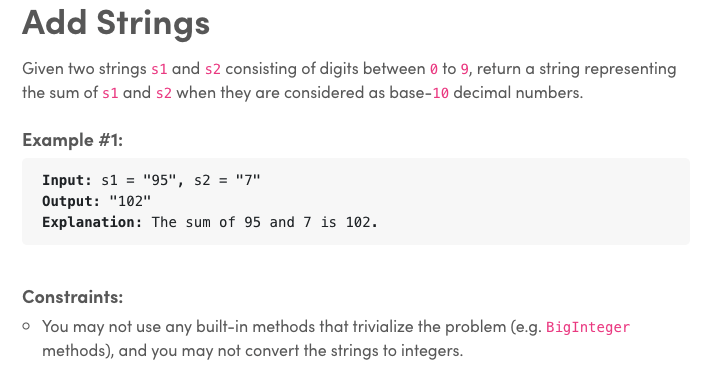 Add Strings
Given two strings s1 and s2 consisting of digits between 0 to 9, return a string representing
the sum of s1 and s2 when they are considered as base-10 decimal numbers.
Example #1:
Input: s1 = "95", s2 = "7"
Output: "102"
Explanation: The sum of 95 and 7 is 102.
Constraints:
You may not use any built-in methods that trivialize the problem (e.g. BigInteger
methods), and you may not convert the strings to integers.